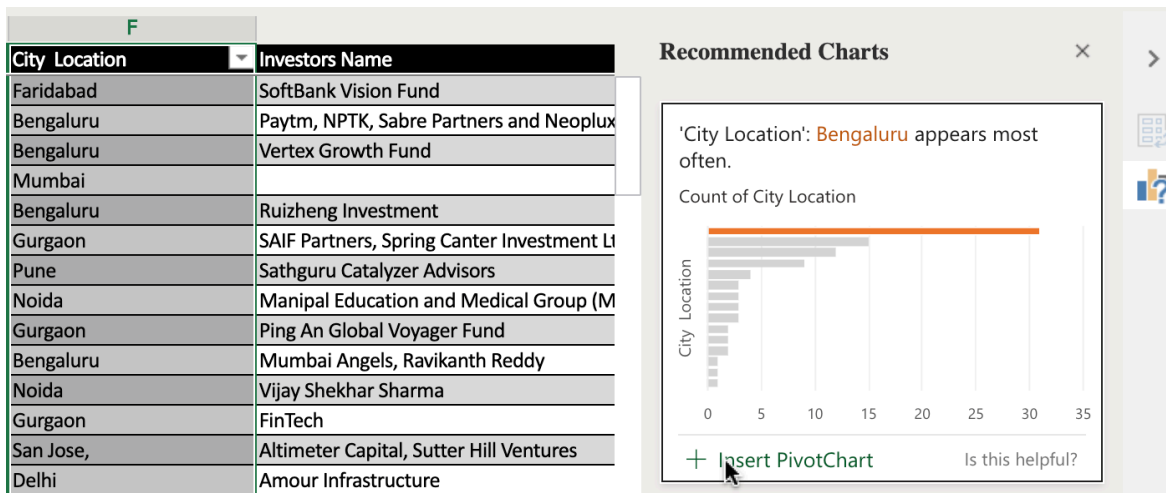 F
City  Location
Investors Name
Faridabad
SoftBank Vision Fund
Bengaluru
Paytm, NPTK, Sabre Partners and Neoplux
Bengaluru
Vertex Growth Fund
Mumbai
Bengaluru
Ruizheng Investment
Gurgaon
SAIF Partners, Spring Canter Investment Lt
Pune
Sathguru Catalyzer Advisors
Noida
Manipal Education and Medical Group (M
Gurgaon
Ping An Global Voyager Fund
Bengaluru
Mumbai Angels, Ravikanth Reddy
Noida
Vijay Shekhar Sharma
Gurgaon
FinTech
San Jose,
Altimeter Capital, Sutter Hill Ventures
Delhi
Amour Infrastructure
Recommended Charts
'City Location': Bengaluru appears most
often.
Count of City Location
City  Location
0 5 10 15 20 25 30 35
Insert PivotChart
Is this helpful?